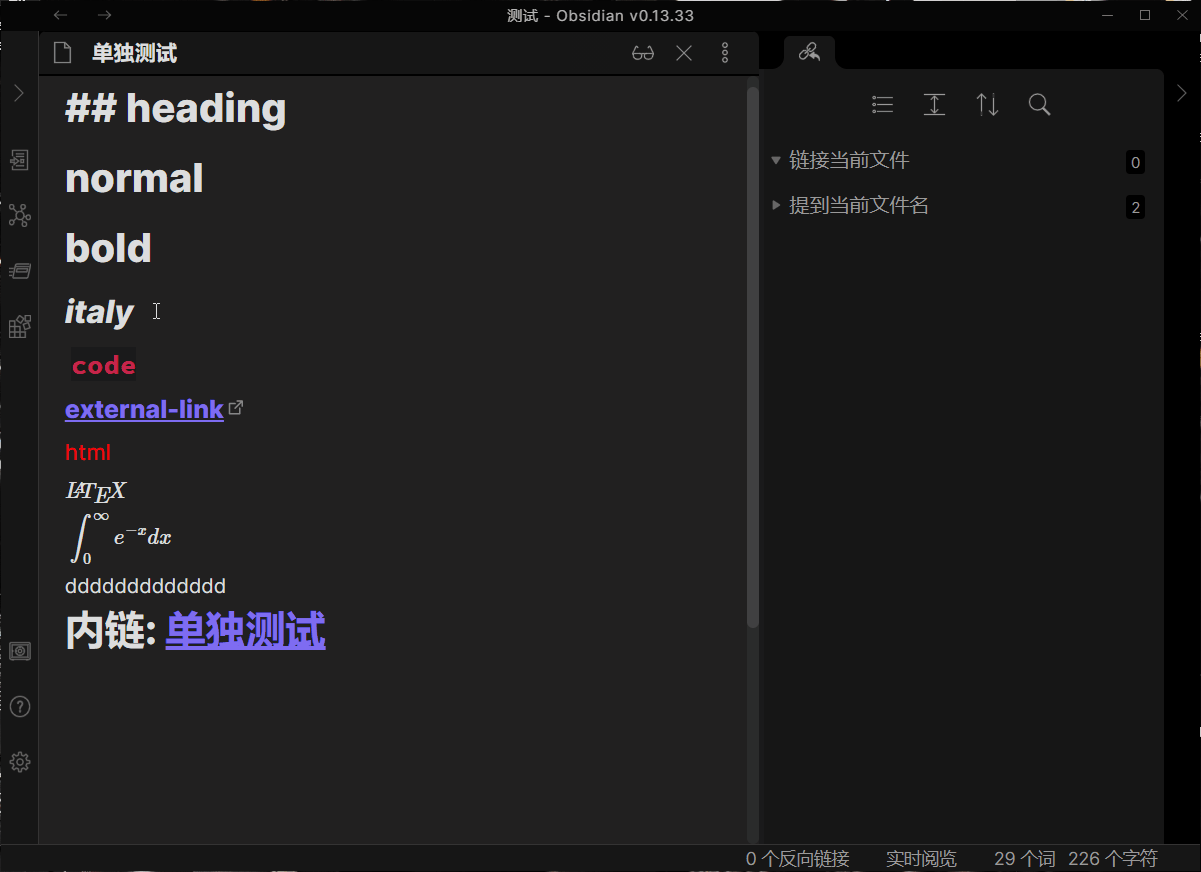 测试 - Obsidian v0.13.33
单独测试
## heading
normal
bold
italy
code
external-link
html
LATEX
∫₀^∞ e^{-x}dx
ddddddddddddd
内链: 单独测试
链接当前文件 0
提到当前文件名 2
0 个反向链接 实时阅览 29 个词 226 个字符